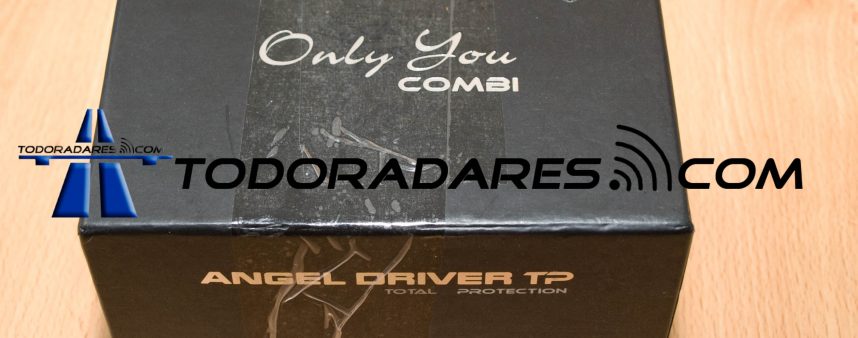 Only You
COMBI
TODORADARES.COM
TODORADARES.COM
ANGEL DRIVER TP
TOTAL PROTECTION